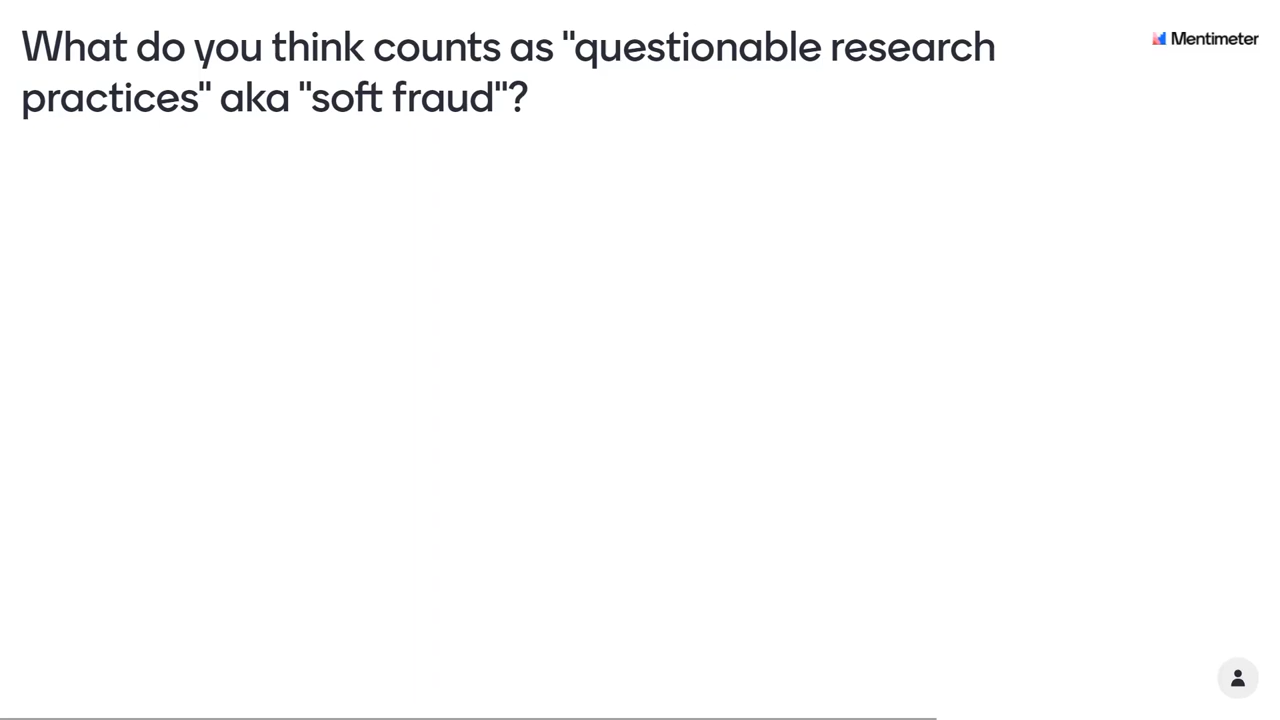 What do you think counts as "questionable research
practices" aka "soft fraud"?
Mentimeter